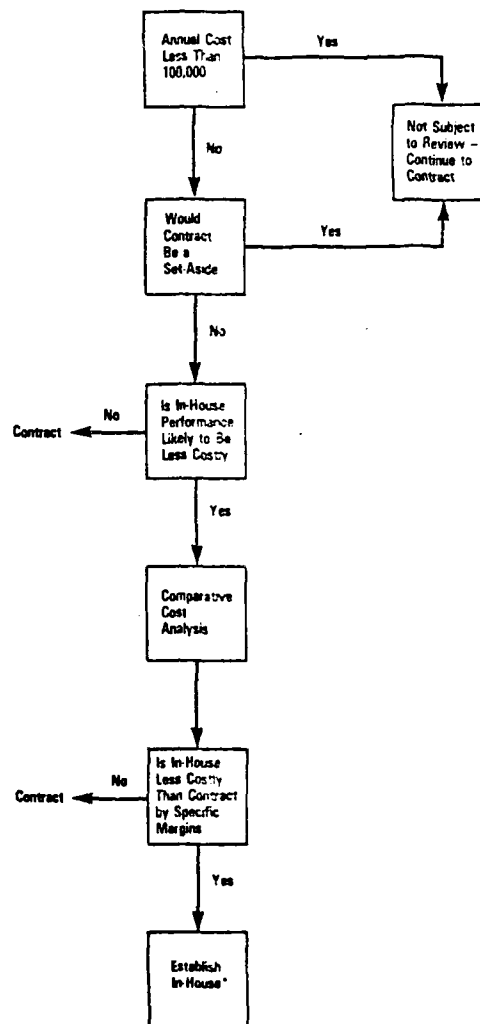 Annual Cost
Less Than
100,000
Yes
Not Subject
to Review –
Continue to
Contract
No
Would
Contract
Be a
Set-Aside
Yes
No
Is In-House
Performance
Likely to Be
Less Costly
No
Contract
Yes
Comparative
Cost
Analysis
Is In-House
Less Costly
Than Contract
by Specific
Margins
No
Contract
Yes
Establish
In-House*